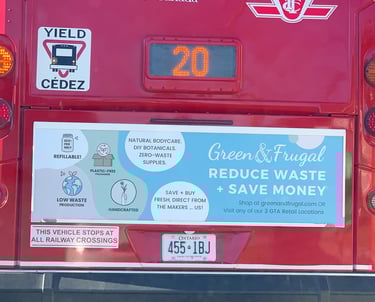 YIELD
CÉDEZ
20
REFILLABLE!
PLASTIC-FREE
PACKAGING
LOW WASTE
PRODUCTION
HANDCRAFTED
NATURAL BODYCARE,
DIY BOTANICALS,
ZERO-WASTE
SUPPLIES.
SAVE + BUY
FRESH, DIRECT FROM
THE MAKERS ... US!
Green & Frugal
REDUCE WASTE
+ SAVE MONEY
Shop at greenandfrugal.com OR
Visit any of our 3 GTA Retail Locations
THIS VEHICLE STOPS AT
ALL RAILWAY CROSSINGS
ONTARIO
455 1BJ